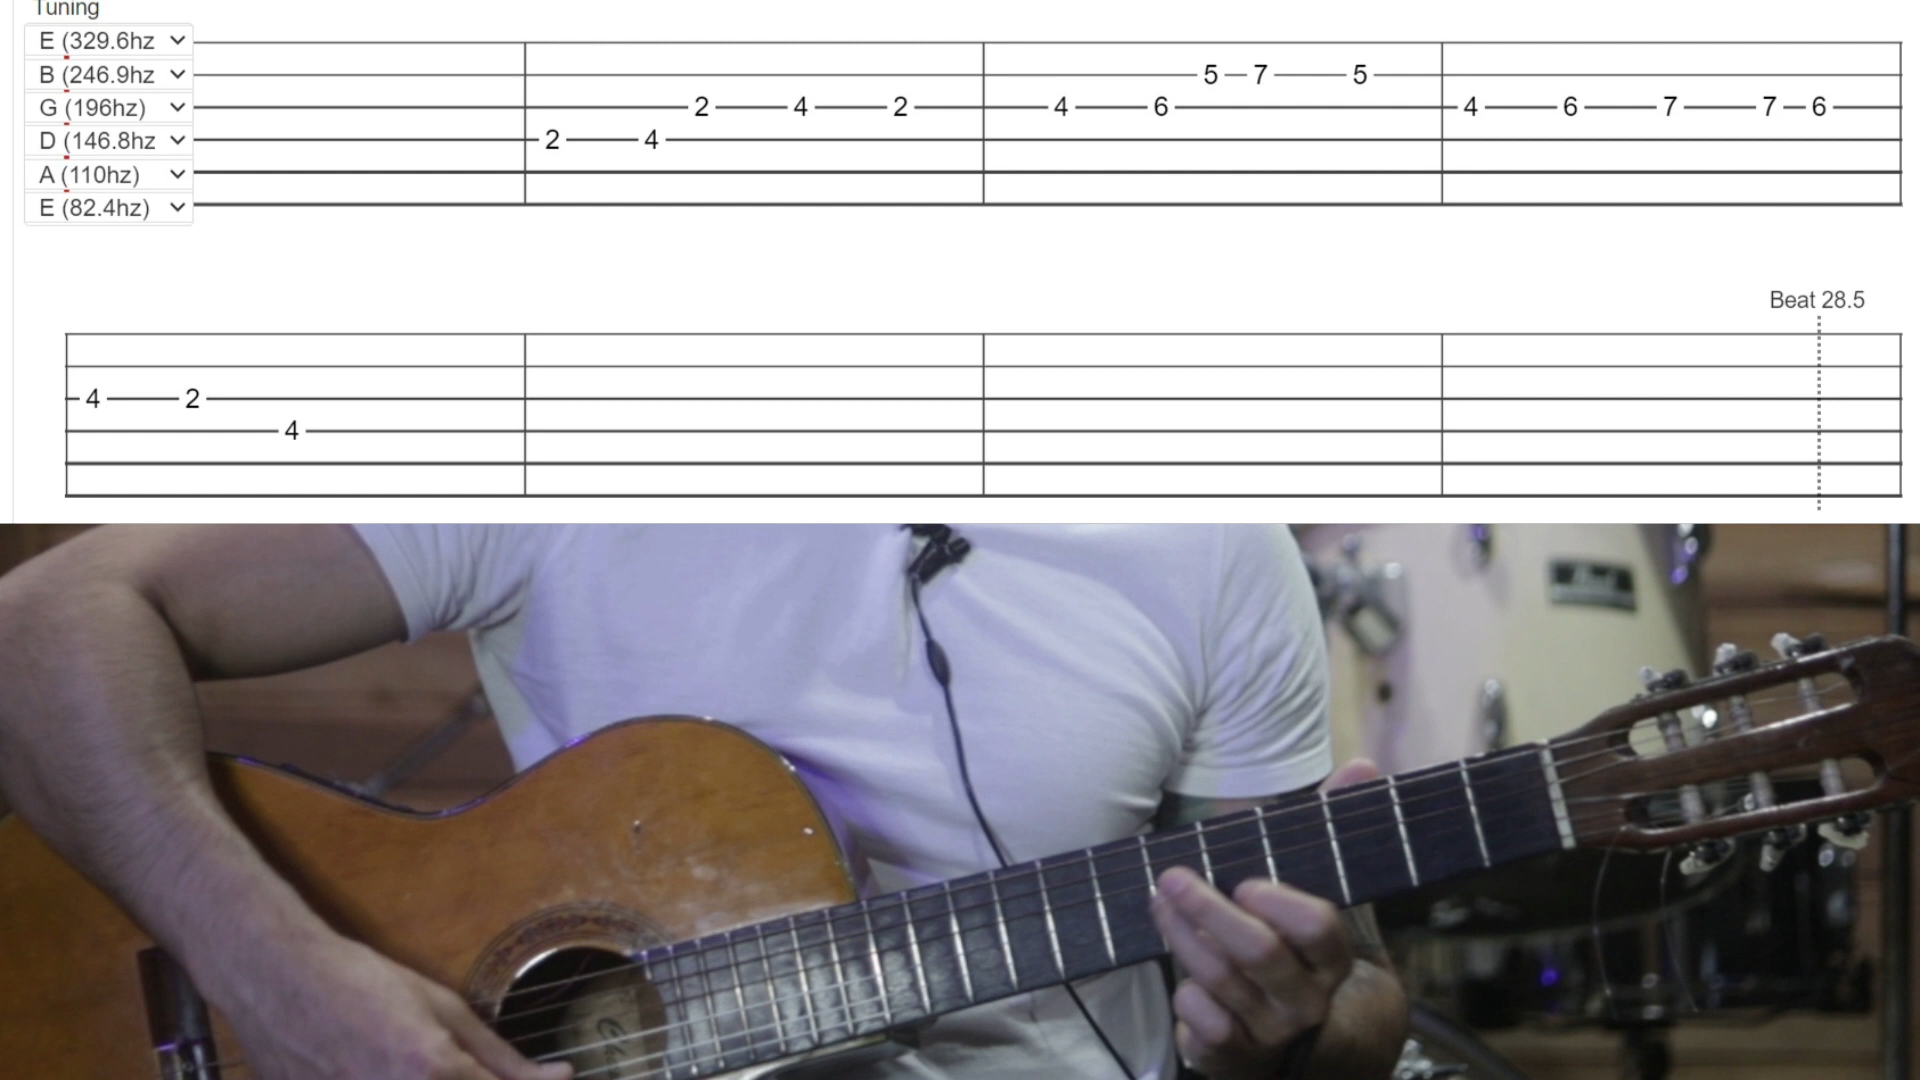 Tuning
E (329.6hz
B (246.9hz 5 7 5
G (196hz) 2 4 2 4 6 4 6 7 7 6
D (146.8hz 2 4
A (110hz)
E (82.4hz)
Beat 28.5
4 2
4